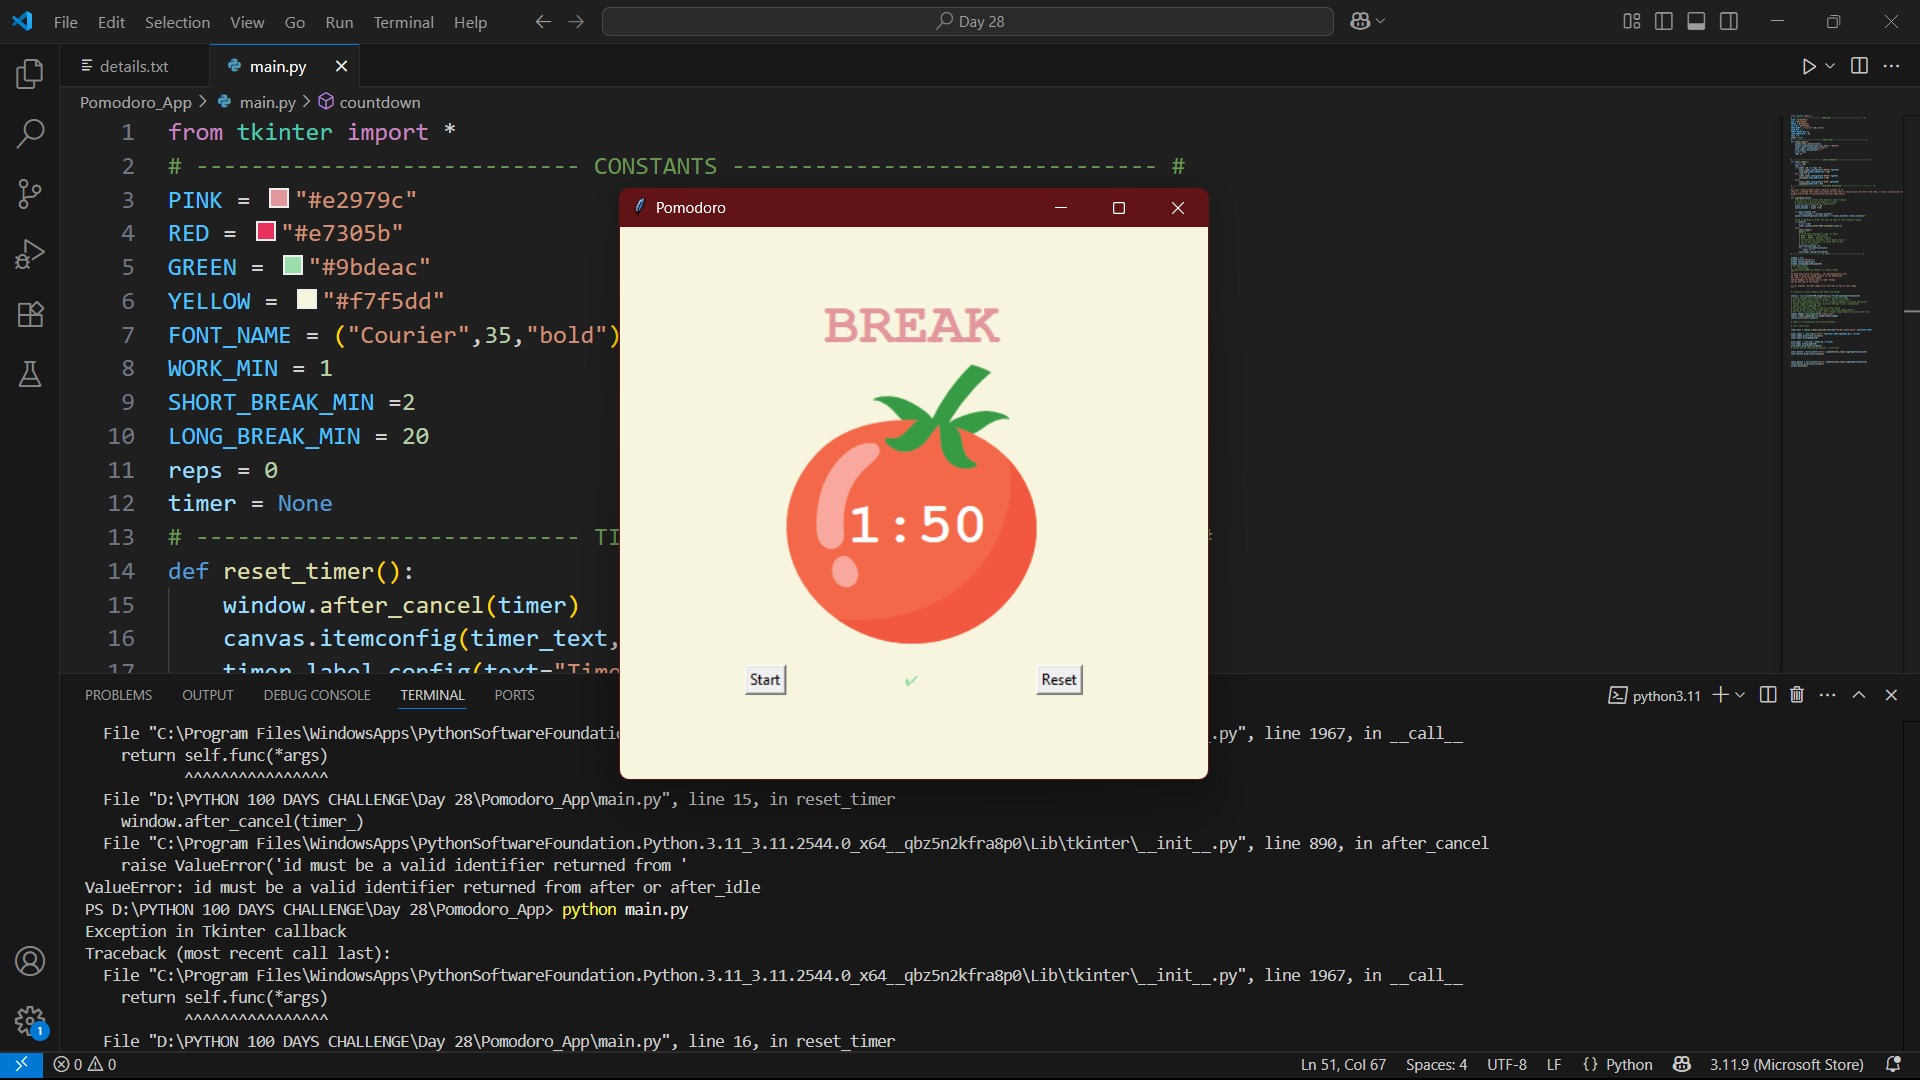 File Edit Selection View Go Run Terminal Help
Day 28
details.txt
main.py
Pomodoro_App > main.py > countdown
1 from tkinter import *
2 # ---------------------------- CONSTANTS ------------------------------- #
3 PINK = "#e2979c"
4 RED = "#e7305b"
5 GREEN = "#9bdeac"
6 YELLOW = "#f7f5dd"
7 FONT_NAME = ("Courier",35,"bold")
8 WORK_MIN = 1
9 SHORT_BREAK_MIN =2
10 LONG_BREAK_MIN = 20
11 reps = 0
12 timer = None
13 # ---------------------------- TI
14 def reset_timer():
15 window.after_cancel(timer)
16 canvas.itemconfig(timer_text,
17 timer_label.config(text="Time
Pomodoro
BREAK
1:50
Start
✔
Reset
PROBLEMS OUTPUT DEBUG CONSOLE TERMINAL PORTS
python3.11
File "C:\Program Files\WindowsApps\PythonSoftwareFoundatio .py", line 1967, in __call__
return self.func(*args)
^^^^^^^^^^^^^^^^
File "D:\PYTHON 100 DAYS CHALLENGE\Day 28\Pomodoro_App\main.py", line 15, in reset_timer
window.after_cancel(timer_)
File "C:\Program Files\WindowsApps\PythonSoftwareFoundation.Python.3.11_3.11.2544.0_x64__qbz5n2kfra8p0\Lib\tkinter\__init__.py", line 890, in after_cancel
raise ValueError('id must be a valid identifier returned from '
ValueError: id must be a valid identifier returned from after or after_idle
PS D:\PYTHON 100 DAYS CHALLENGE\Day 28\Pomodoro_App> python main.py
Exception in Tkinter callback
Traceback (most recent call last):
File "C:\Program Files\WindowsApps\PythonSoftwareFoundation.Python.3.11_3.11.2544.0_x64__qbz5n2kfra8p0\Lib\tkinter\__init__.py", line 1967, in __call__
return self.func(*args)
^^^^^^^^^^^^^^^^
File "D:\PYTHON 100 DAYS CHALLENGE\Day 28\Pomodoro_App\main.py", line 16, in reset_timer
1
0 0
Ln 51, Col 67 Spaces: 4 UTF-8 LF {} Python 3.11.9 (Microsoft Store)